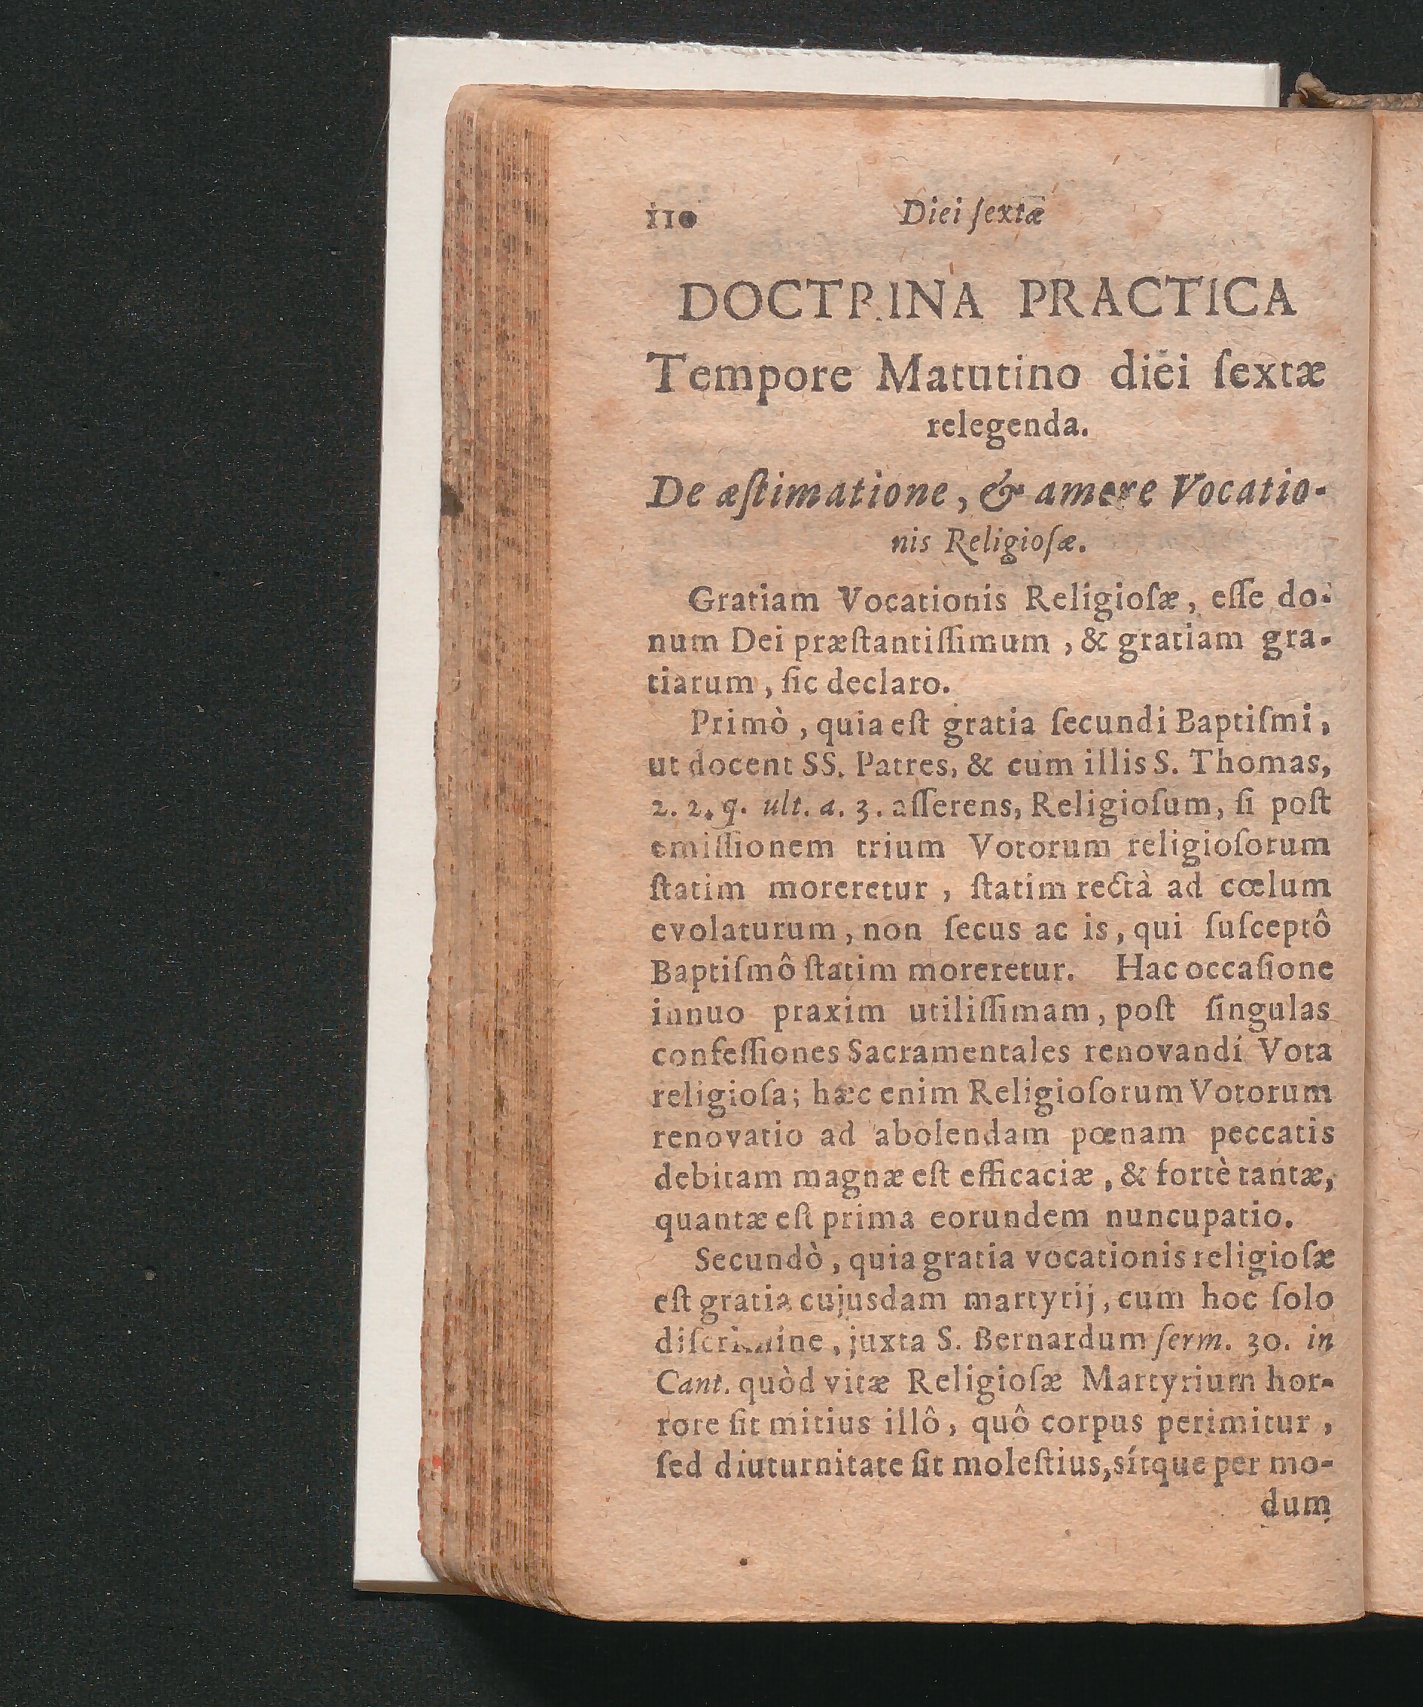 110 Diei ſextæ
DOCTRINA PRACTICA
Tempore Matutino diei ſextæ
relegenda.
De æſtimatione, & amore Vocatio-
nis Religioſæ.
Gratiam Vocationis Religioſæ, eſſe do-
num Dei præſtantiſſimum, & gratiam gra-
tiarum, ſic declaro.
Primò, quia eſt gratia ſecundi Baptiſmi,
ut docent SS. Patres, & cum illis S. Thomas,
2. 2. q. ult. a. 3. aſſerens, Religioſum, ſi poſt
emiſſionem trium Votorum religioſorum
ſtatim moreretur, ſtatim rectà ad cœlum
evolaturum, non ſecus ac is, qui ſuſceptô
Baptiſmô ſtatim moreretur. Hac occaſione
innuo praxim utiliſſimam, poſt ſingulas
confeſſiones Sacramentales renovandi Vota
religioſa; hæc enim Religioſorum Votorum
renovatio ad abolendam pœnam peccatis
debitam magnæ eſt efficaciæ, & fortè tantæ,
quantæ eſt prima eorundem nuncupatio.
Secundò, quia gratia vocationis religioſæ
eſt gratia cujusdam martyrij, cum hoc ſolo
diſcrimine, juxta S. Bernardum ſerm. 30. in
Cant. quòd vitæ Religioſæ Martyrium hor-
rore ſit mitius illô, quô corpus perimitur,
ſed diuturnitate ſit moleſtius, sítque per mo-
dum